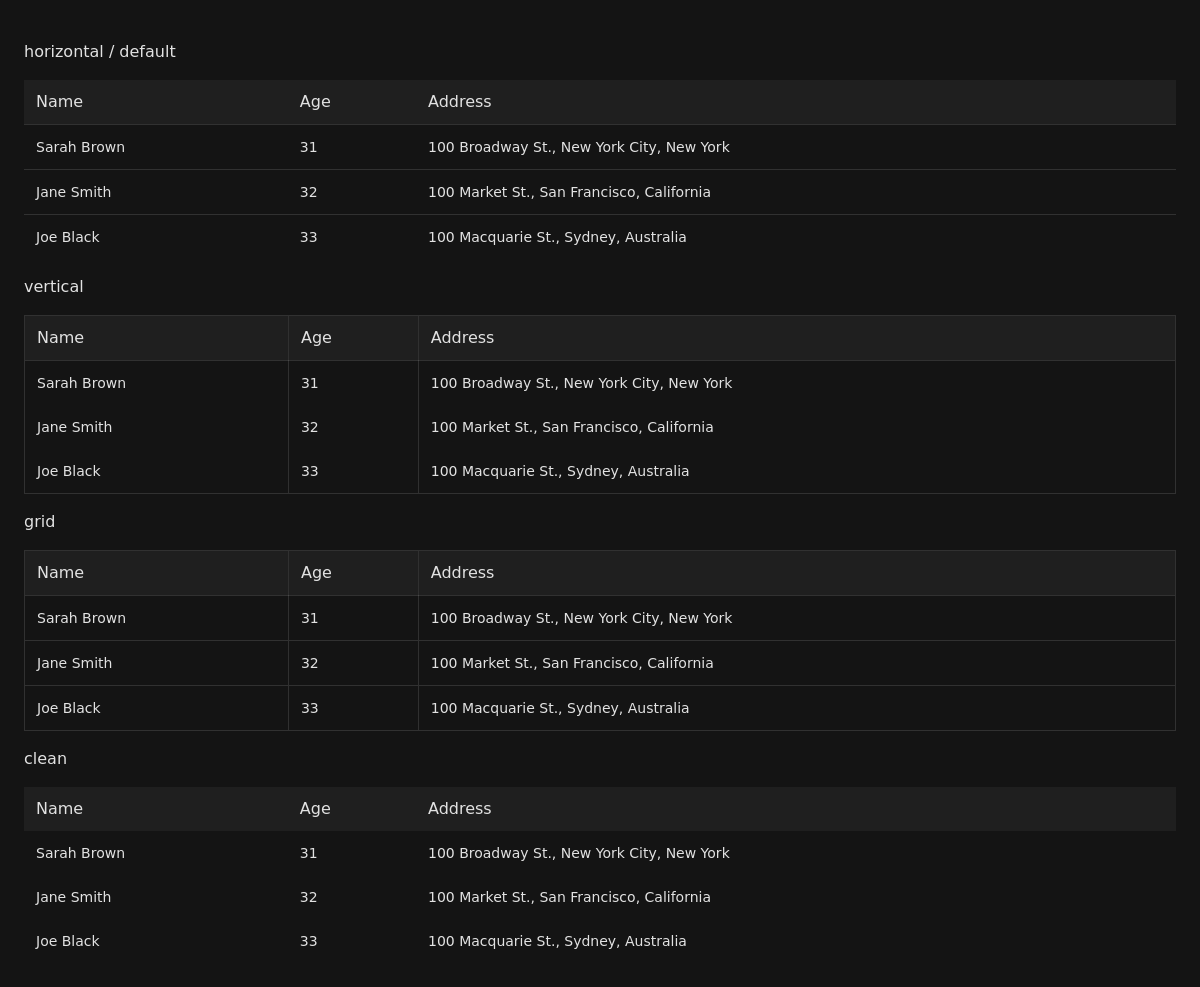 horizontal / default
Name Age Address
Sarah Brown 31 100 Broadway St., New York City, New York
Jane Smith 32 100 Market St., San Francisco, California
Joe Black 33 100 Macquarie St., Sydney, Australia
vertical
Name Age Address
Sarah Brown 31 100 Broadway St., New York City, New York
Jane Smith 32 100 Market St., San Francisco, California
Joe Black 33 100 Macquarie St., Sydney, Australia
grid
Name Age Address
Sarah Brown 31 100 Broadway St., New York City, New York
Jane Smith 32 100 Market St., San Francisco, California
Joe Black 33 100 Macquarie St., Sydney, Australia
clean
Name Age Address
Sarah Brown 31 100 Broadway St., New York City, New York
Jane Smith 32 100 Market St., San Francisco, California
Joe Black 33 100 Macquarie St., Sydney, Australia